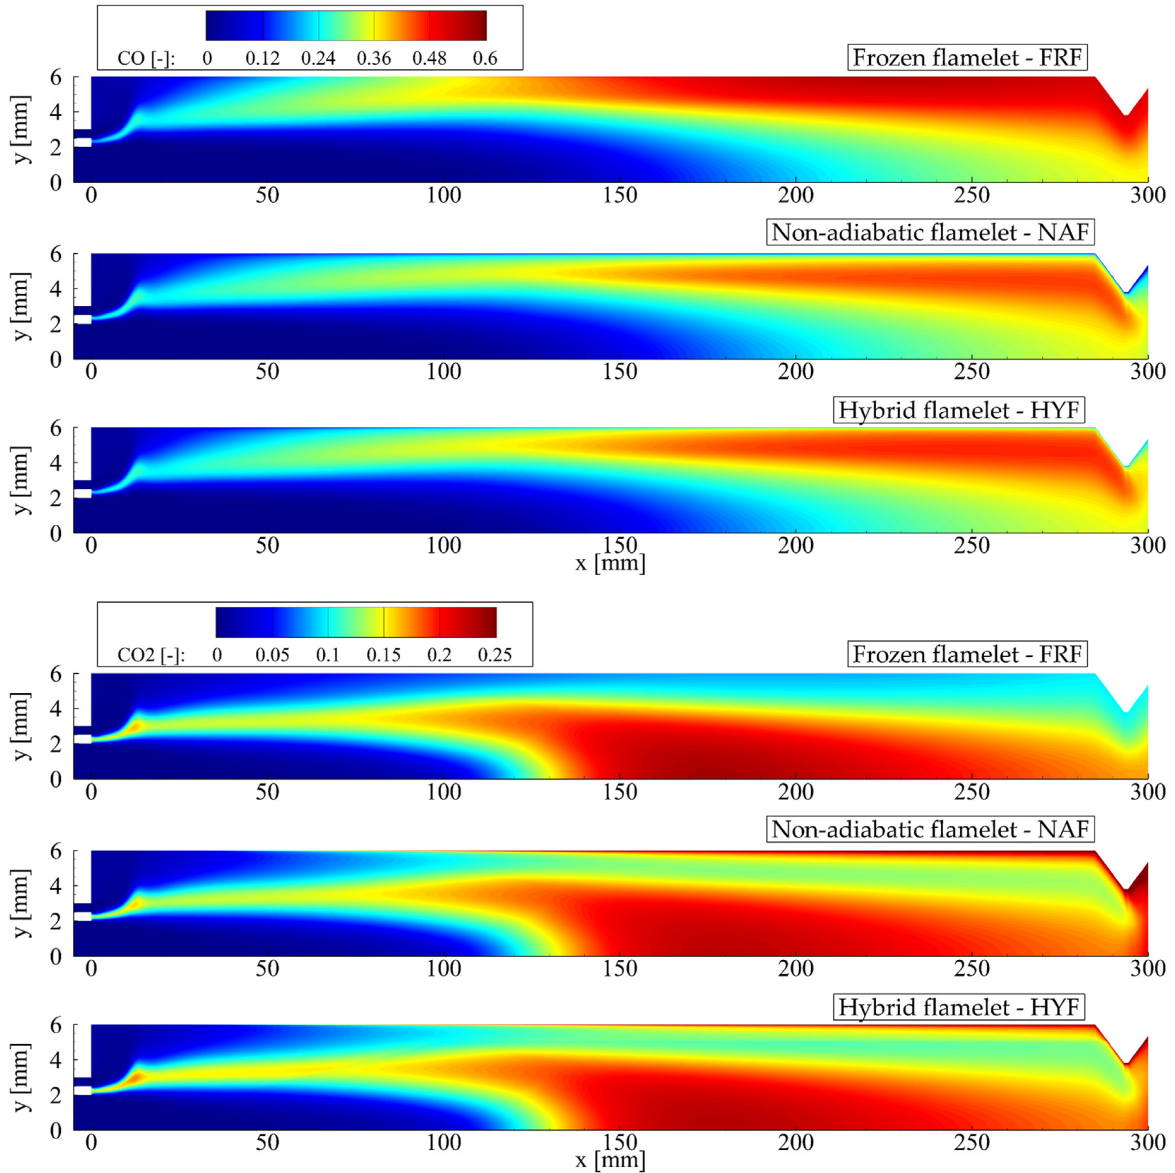 CO [-]: 0 0.12 0.24 0.36 0.48 0.6
Frozen flamelet - FRF
y [mm]
6
4
2
0
0 50 100 150 200 250 300
Non-adiabatic flamelet - NAF
y [mm]
6
4
2
0
0 50 100 150 200 250 300
Hybrid flamelet - HYF
y [mm]
6
4
2
0
0 50 100 150 200 250 300
x [mm]
CO2 [-]: 0 0.05 0.1 0.15 0.2 0.25
Frozen flamelet - FRF
y [mm]
6
4
2
0
0 50 100 150 200 250 300
Non-adiabatic flamelet - NAF
y [mm]
6
4
2
0
0 50 100 150 200 250 300
Hybrid flamelet - HYF
y [mm]
6
4
2
0
0 50 100 150 200 250 300
x [mm]